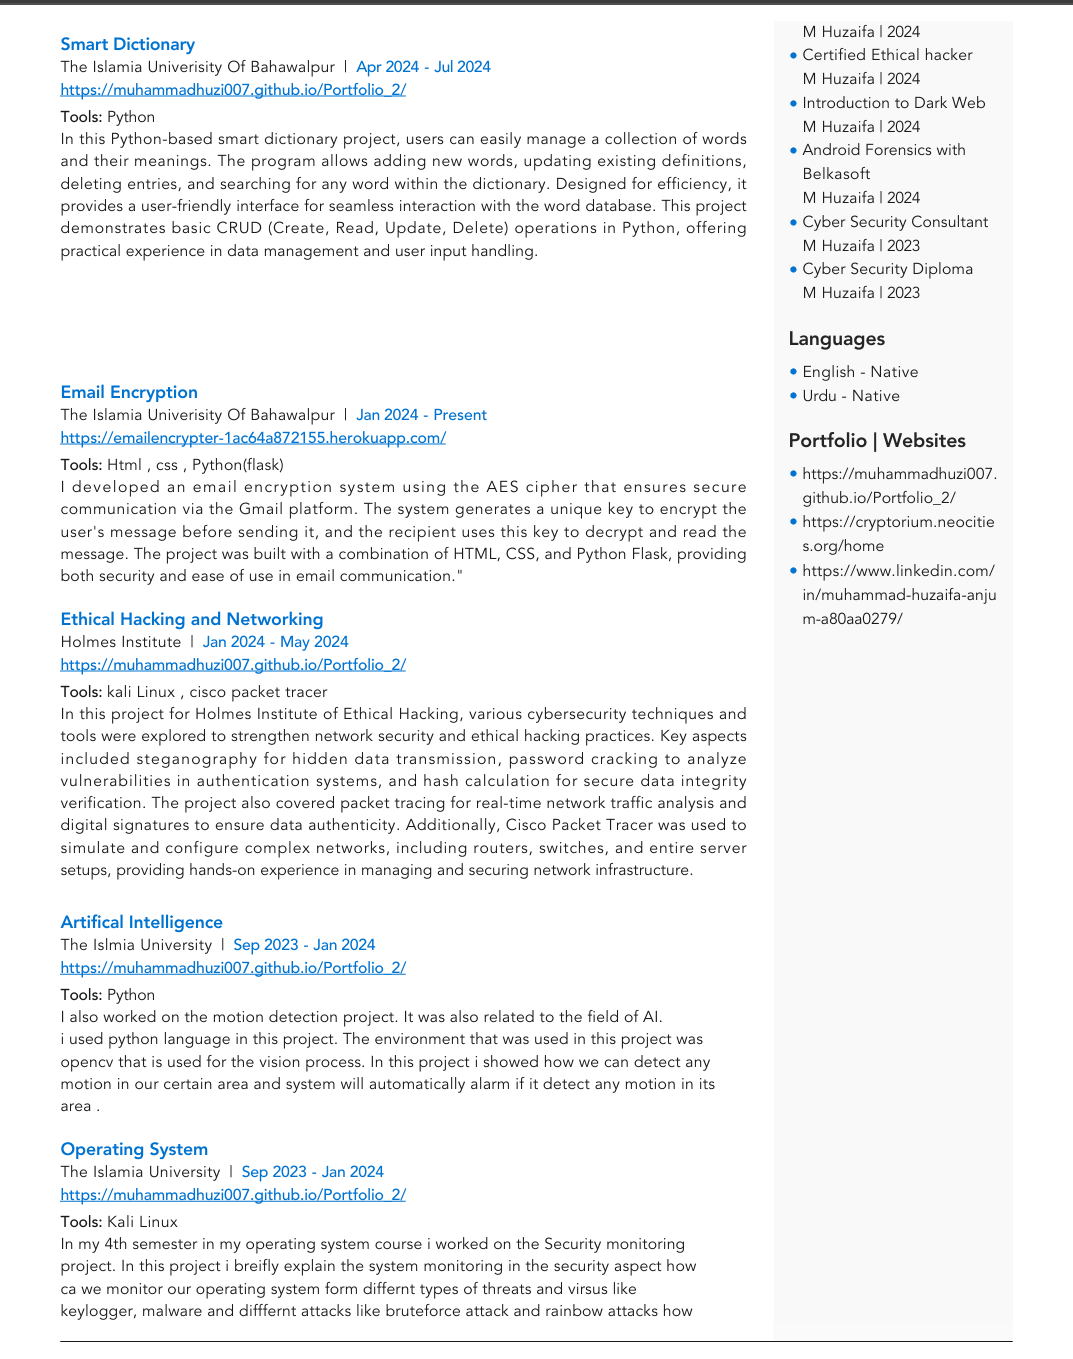 Smart Dictionary
The Islamia Univerisity Of Bahawalpur | Apr 2024 - Jul 2024
https://muhammadhuzi007.github.io/Portfolio_2/
Tools: Python
In this Python-based smart dictionary project, users can easily manage a collection of words
and their meanings. The program allows adding new words, updating existing definitions,
deleting entries, and searching for any word within the dictionary. Designed for efficiency, it
provides a user-friendly interface for seamless interaction with the word database. This project
demonstrates basic CRUD (Create, Read, Update, Delete) operations in Python, offering
practical experience in data management and user input handling.
Email Encryption
The Islamia Univerisity Of Bahawalpur | Jan 2024 - Present
https://emailencrypter-1ac64a872155.herokuapp.com/
Tools: Html , css , Python(flask)
I developed an email encryption system using the AES cipher that ensures secure
communication via the Gmail platform. The system generates a unique key to encrypt the
user's message before sending it, and the recipient uses this key to decrypt and read the
message. The project was built with a combination of HTML, CSS, and Python Flask, providing
both security and ease of use in email communication."
Ethical Hacking and Networking
Holmes Institute | Jan 2024 - May 2024
https://muhammadhuzi007.github.io/Portfolio_2/
Tools: kali Linux , cisco packet tracer
In this project for Holmes Institute of Ethical Hacking, various cybersecurity techniques and
tools were explored to strengthen network security and ethical hacking practices. Key aspects
included steganography for hidden data transmission, password cracking to analyze
vulnerabilities in authentication systems, and hash calculation for secure data integrity
verification. The project also covered packet tracing for real-time network traffic analysis and
digital signatures to ensure data authenticity. Additionally, Cisco Packet Tracer was used to
simulate and configure complex networks, including routers, switches, and entire server
setups, providing hands-on experience in managing and securing network infrastructure.
Artifical Intelligence
The Islmia University | Sep 2023 - Jan 2024
https://muhammadhuzi007.github.io/Portfolio_2/
Tools: Python
I also worked on the motion detection project. It was also related to the field of AI.
i used python language in this project. The environment that was used in this project was
opencv that is used for the vision process. In this project i showed how we can detect any
motion in our certain area and system will automatically alarm if it detect any motion in its
area .
Operating System
The Islamia University | Sep 2023 - Jan 2024
https://muhammadhuzi007.github.io/Portfolio_2/
Tools: Kali Linux
In my 4th semester in my operating system course i worked on the Security monitoring
project. In this project i breifly explain the system monitoring in the security aspect how
ca we monitor our operating system form differnt types of threats and virsus like
keylogger, malware and difffernt attacks like bruteforce attack and rainbow attacks how
M Huzaifa | 2024
• Certified Ethical hacker
M Huzaifa | 2024
• Introduction to Dark Web
M Huzaifa | 2024
• Android Forensics with
Belkasoft
M Huzaifa | 2024
• Cyber Security Consultant
M Huzaifa | 2023
• Cyber Security Diploma
M Huzaifa | 2023
Languages
• English - Native
• Urdu - Native
Portfolio | Websites
• https://muhammadhuzi007.
github.io/Portfolio_2/
• https://cryptorium.neocitie
s.org/home
• https://www.linkedin.com/
in/muhammad-huzaifa-anju
m-a80aa0279/